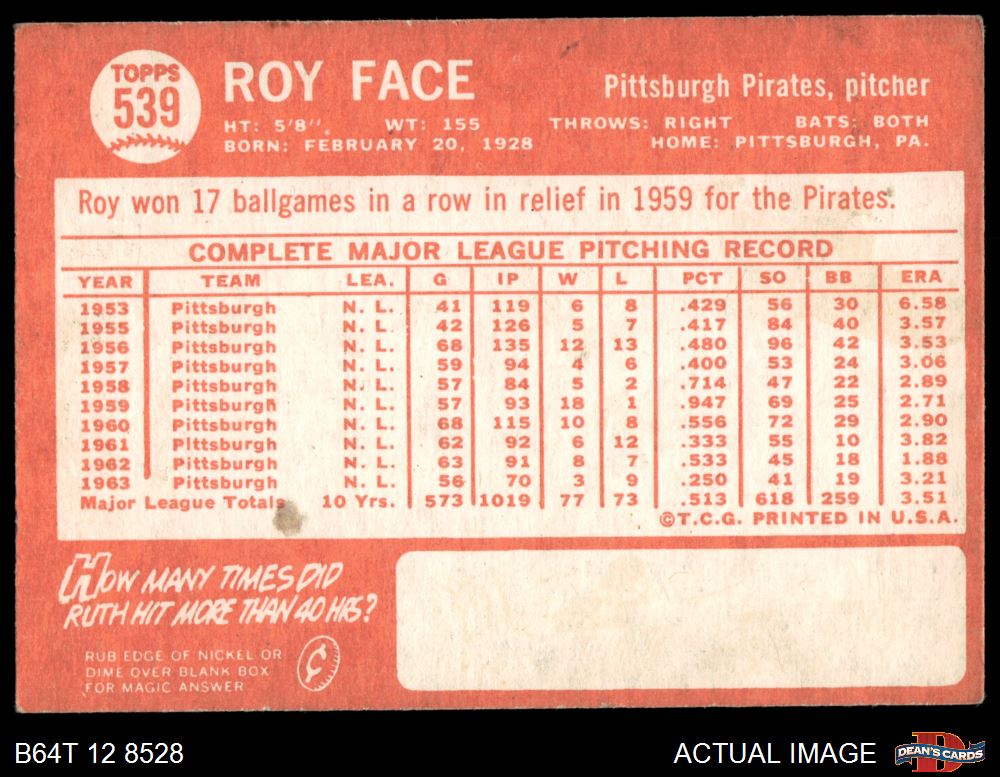 TOPPS
539
ROY FACE
Pittsburgh Pirates, pitcher
HT: 5'8". WT: 155 THROWS: RIGHT BATS: BOTH
BORN: FEBRUARY 20, 1928 HOME: PITTSBURGH, PA.
Roy won 17 ballgames in a row in relief in 1959 for the Pirates.
COMPLETE MAJOR LEAGUE PITCHING RECORD
YEAR TEAM LEA. G IP W L PCT SO BB ERA
1953 Pittsburgh N. L. 41 119 6 8 .429 56 30 6.58
1955 Pittsburgh N. L. 42 126 5 7 .417 84 40 3.57
1956 Pittsburgh N. L. 68 135 12 13 .480 96 42 3.53
1957 Pittsburgh N. L. 59 94 4 6 .400 53 24 3.06
1958 Pittsburgh N. L. 57 84 5 2 .714 47 22 2.89
1959 Pittsburgh N. L. 57 93 18 1 .947 69 25 2.71
1960 Pittsburgh N. L. 68 115 10 8 .556 72 29 2.90
1961 Pittsburgh N. L. 62 92 6 12 .333 55 10 3.82
1962 Pittsburgh N. L. 63 91 8 7 .533 45 18 1.88
1963 Pittsburgh N. L. 56 70 3 9 .250 41 19 3.21
Major League Totals 10 Yrs. 573 1019 77 73 .513 618 259 3.51
©T.C.G. PRINTED IN U.S.A.
HOW MANY TIMES DID
RUTH HIT MORE THAN 40 HRS?
RUB EDGE OF NICKEL OR
DIME OVER BLANK BOX
FOR MAGIC ANSWER
¢
B64T 12 8528 ACTUAL IMAGE DEAN'S CARDS